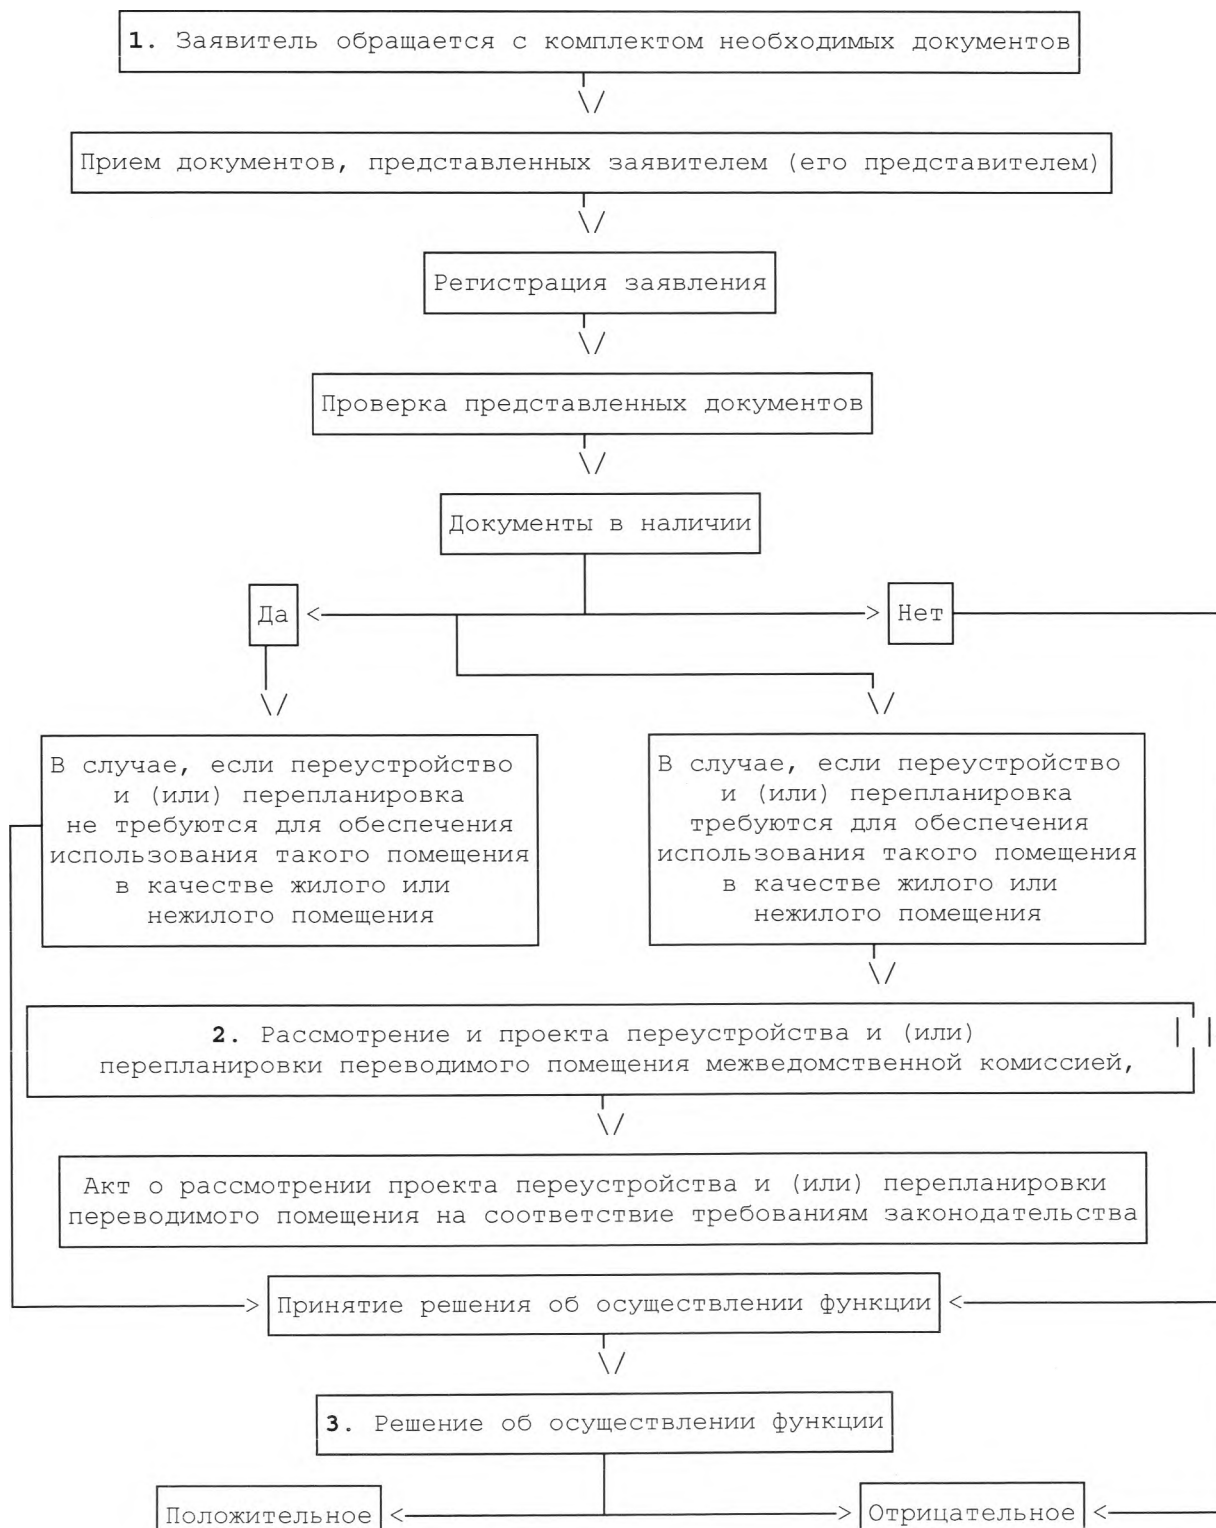 1. Заявитель обращается с комплектом необходимых документов
Прием документов, представленных заявителем (его представителем)
Регистрация заявления
Проверка представленных документов
Документы в наличии
Да
Нет
В случае, если переустройство
и (или) перепланировка
не требуются для обеспечения
использования такого помещения
в качестве жилого или
нежилого помещения
В случае, если переустройство
и (или) перепланировка
требуются для обеспечения
использования такого помещения
в качестве жилого или
нежилого помещения
2. Рассмотрение и проекта переустройства и (или)
перепланировки переводимого помещения межведомственной комиссией,
Акт о рассмотрении проекта переустройства и (или) перепланировки
переводимого помещения на соответствие требованиям законодательства
Принятие решения об осуществлении функции
3. Решение об осуществлении функции
Положительное
Отрицательное